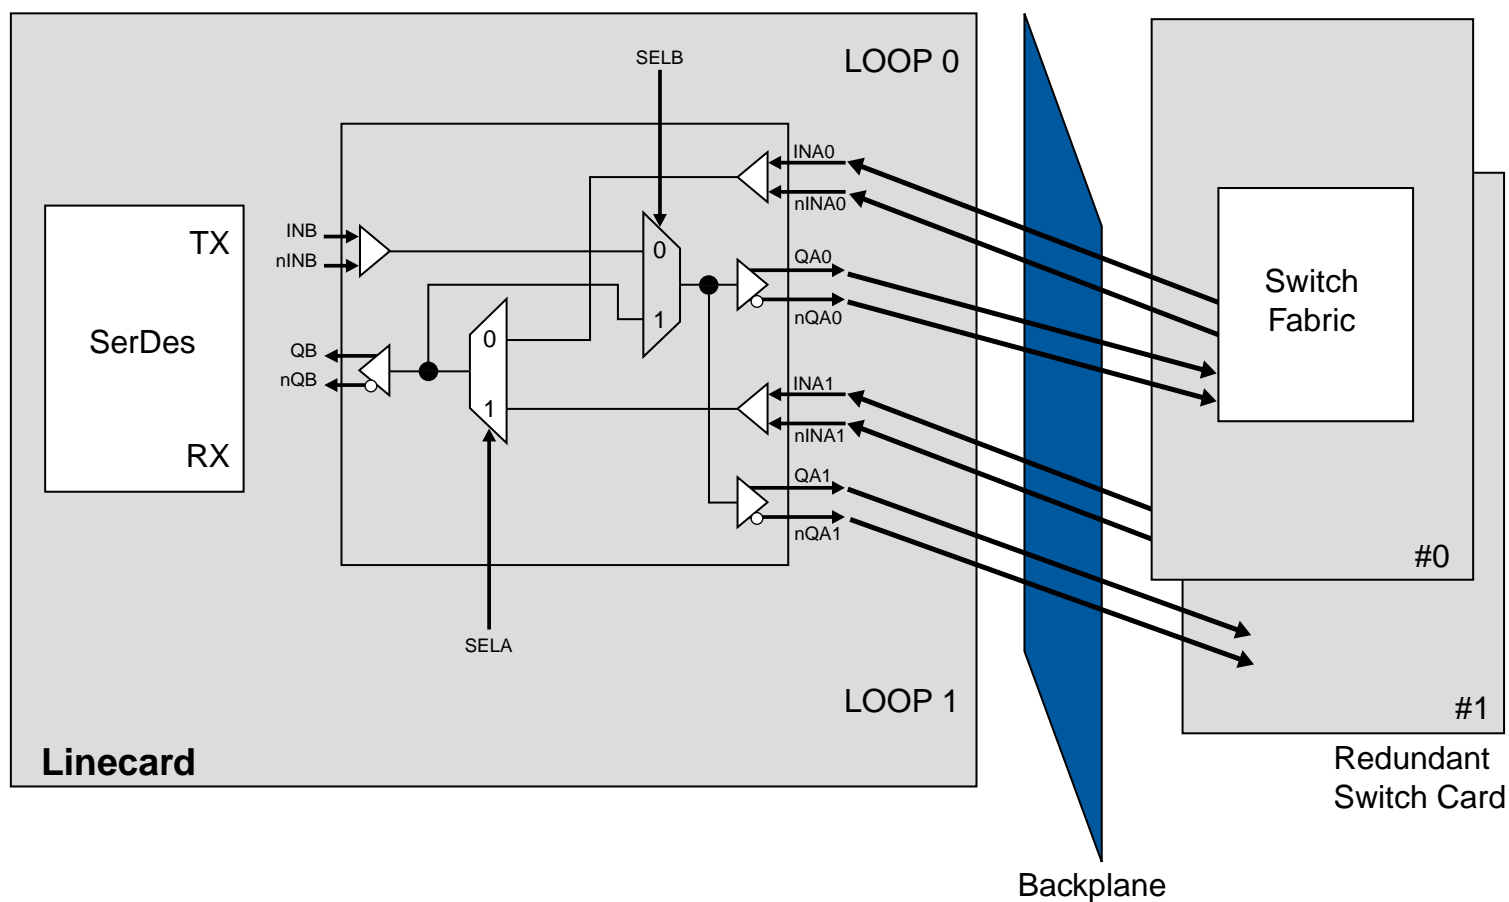 SELB
LOOP 0
INA0
nINA0
TX
INB
nINB
0
QA0
nQA0
Switch
Fabric
1
SerDes
0
QB
nQB
INA1
1
nINA1
RX
QA1
nQA1
#0
SELA
LOOP 1
#1
Linecard
Redundant
Switch Card
Backplane